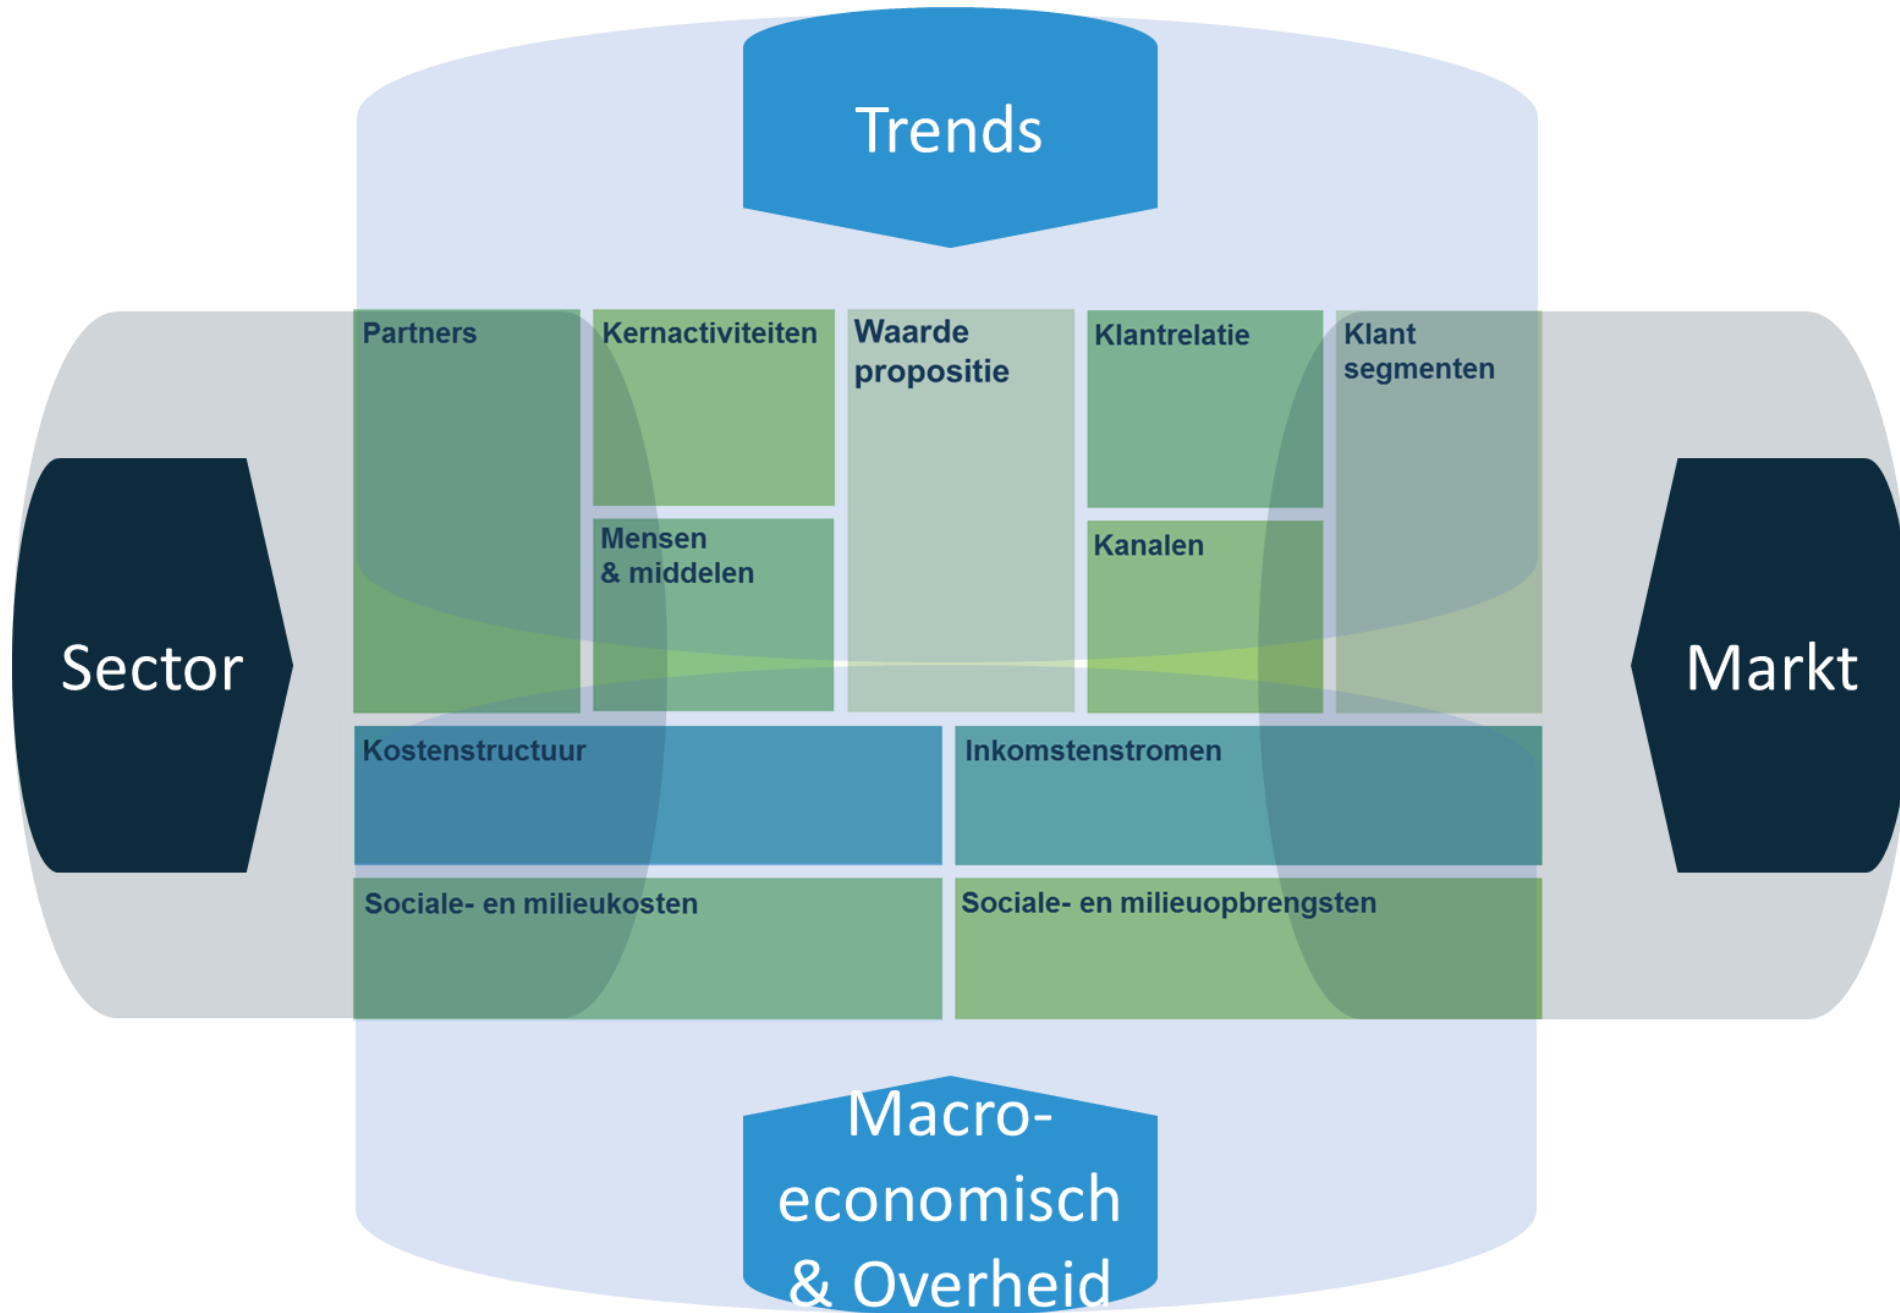 Trends
Partners
Kernactiviteiten
Waarde
propositie
Klantrelatie
Klant
segmenten
Mensen
& middelen
Kanalen
Sector
Markt
Kostenstructuur
Inkomstenstromen
Sociale- en milieukosten
Sociale- en milieuopbrengsten
Macro-
economisch
& Overheid